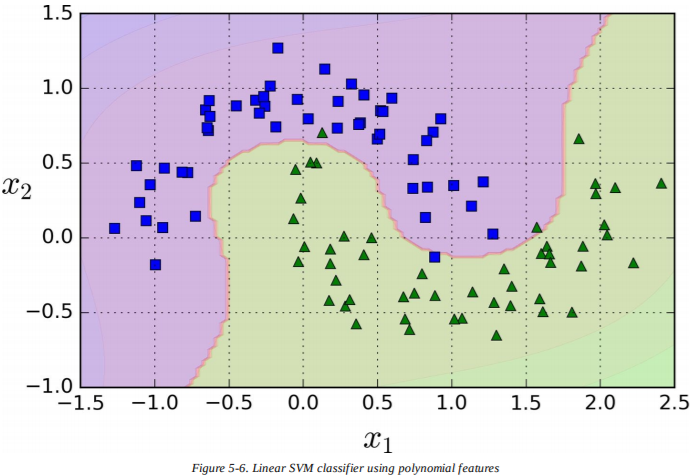 1.5
1.0
0.5
0.0
−0.5
−1.0
x₂
−1.5 −1.0 −0.5 0.0 0.5 1.0 1.5 2.0 2.5
x₁
Figure 5-6. Linear SVM classifier using polynomial features